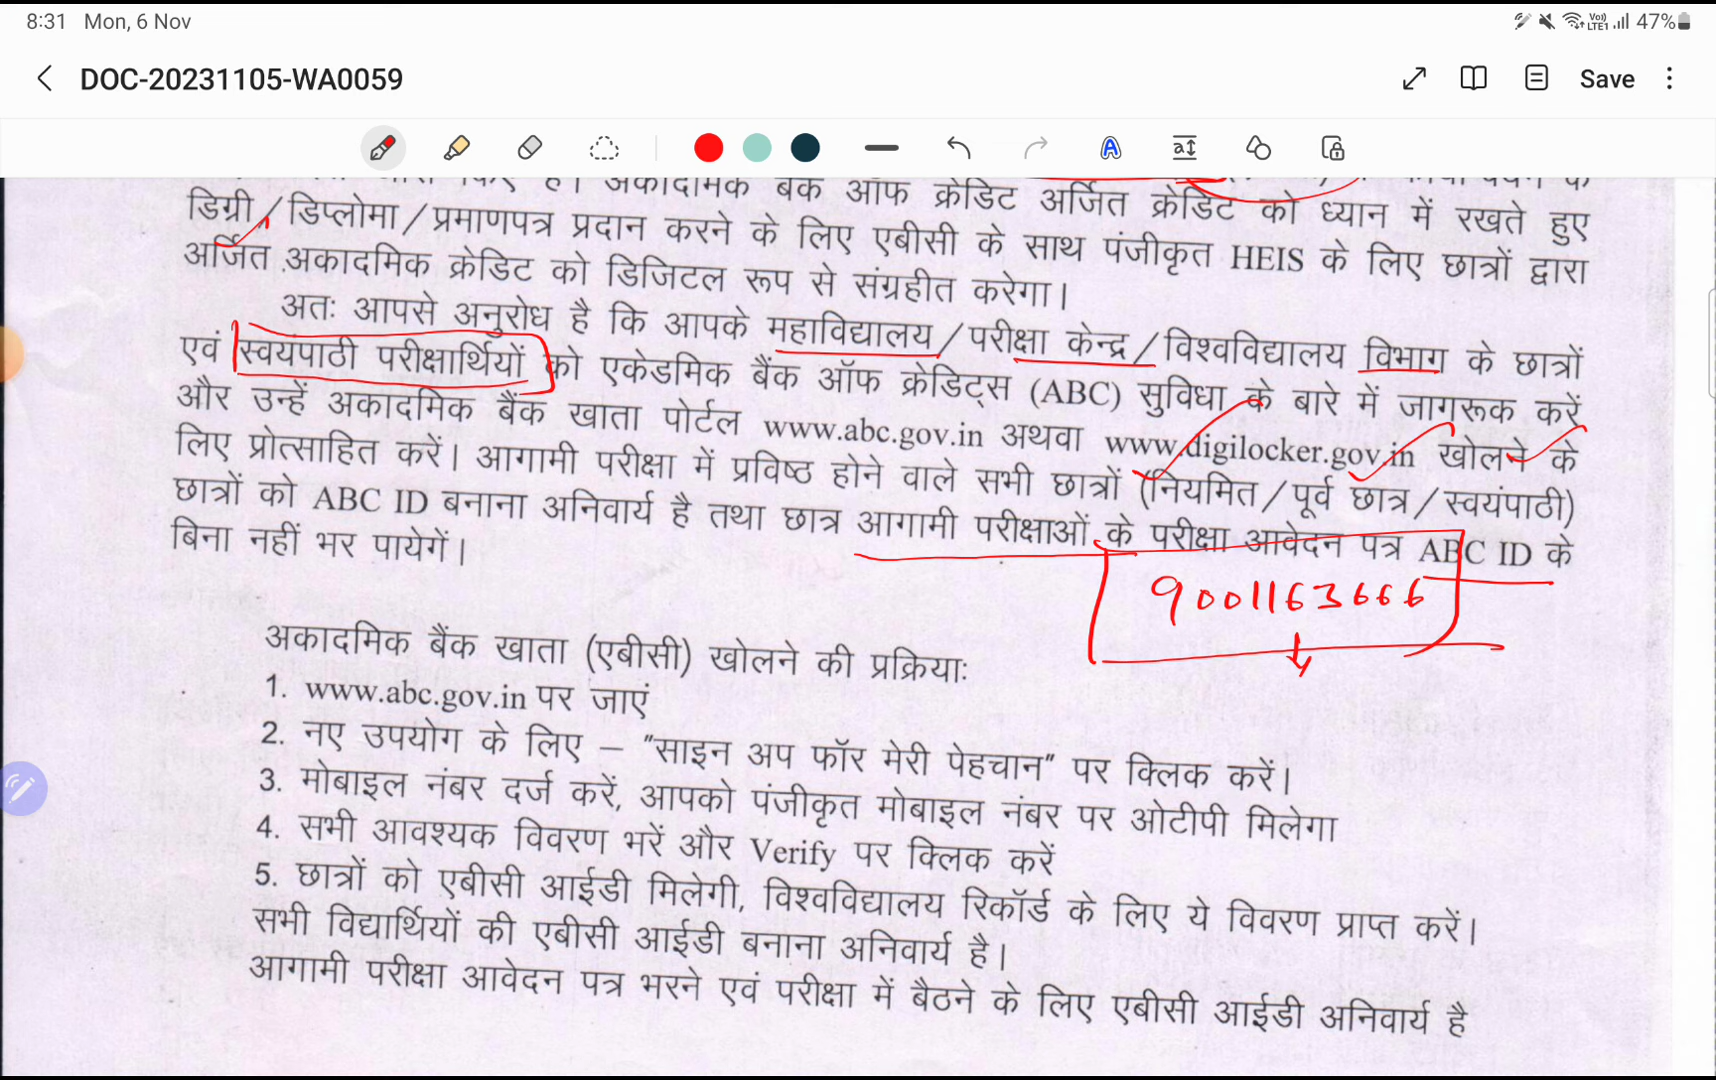 8:31 Mon, 6 Nov
Vo)) LTE1 47%
DOC-20231105-WA0059
Save
अकादमिक बैंक ऑफ क्रेडिट अर्जित क्रेडिट को ध्यान में रखते हुए
डिग्री/डिप्लोमा/प्रमाणपत्र प्रदान करने के लिए एबीसी के साथ पंजीकृत HEIS के लिए छात्रों द्वारा
अर्जित अकादमिक क्रेडिट को डिजिटल रूप से संग्रहीत करेगा।
अतः आपसे अनुरोध है कि आपके महाविद्यालय/परीक्षा केन्द्र/विश्वविद्यालय विभाग के छात्रों
एवं स्वयपाठी परीक्षार्थियों को एकेडमिक बैंक ऑफ क्रेडिट्स (ABC) सुविधा के बारे में जागरूक करें
और उन्हें अकादमिक बैंक खाता पोर्टल www.abc.gov.in अथवा www.digilocker.gov.in खोलने के
लिए प्रोत्साहित करें। आगामी परीक्षा में प्रविष्ठ होने वाले सभी छात्रों (नियमित/पूर्व छात्र/स्वयंपाठी)
छात्रों को ABC ID बनाना अनिवार्य है तथा छात्र आगामी परीक्षाओं के परीक्षा आवेदन पत्र ABC ID के
बिना नहीं भर पायेगें।
9001163666
अकादमिक बैंक खाता (एबीसी) खोलने की प्रक्रियाः
1. www.abc.gov.in पर जाएं
2. नए उपयोग के लिए – "साइन अप फॉर मेरी पेहचान" पर क्लिक करें।
3. मोबाइल नंबर दर्ज करें, आपको पंजीकृत मोबाइल नंबर पर ओटीपी मिलेगा
4. सभी आवश्यक विवरण भरें और Verify पर क्लिक करें
5. छात्रों को एबीसी आईडी मिलेगी, विश्वविद्यालय रिकॉर्ड के लिए ये विवरण प्राप्त करें।
सभी विद्यार्थियों की एबीसी आईडी बनाना अनिवार्य है।
आगामी परीक्षा आवेदन पत्र भरने एवं परीक्षा में बैठने के लिए एबीसी आईडी अनिवार्य है